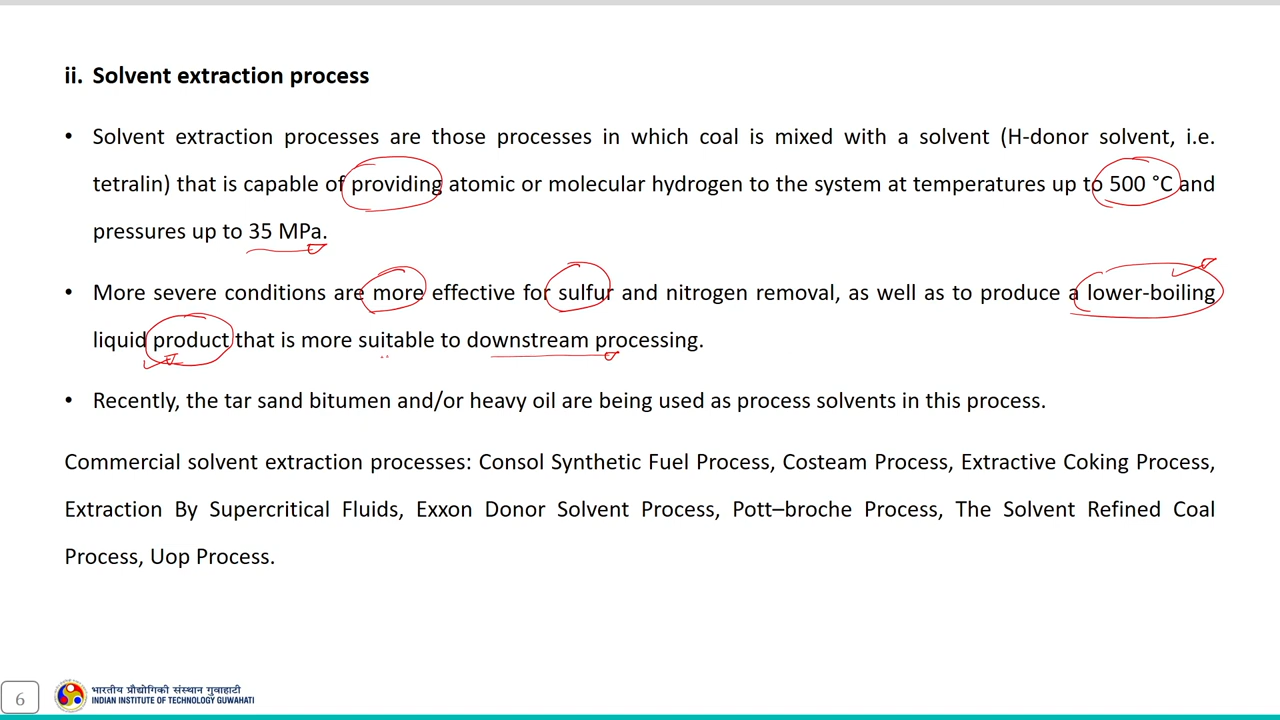 ii. Solvent extraction process
• Solvent extraction processes are those processes in which coal is mixed with a solvent (H-donor solvent, i.e.
tetralin) that is capable of providing atomic or molecular hydrogen to the system at temperatures up to 500 °C and
pressures up to 35 MPa.
• More severe conditions are more effective for sulfur and nitrogen removal, as well as to produce a lower-boiling
liquid product that is more suitable to downstream processing.
• Recently, the tar sand bitumen and/or heavy oil are being used as process solvents in this process.
Commercial solvent extraction processes: Consol Synthetic Fuel Process, Costeam Process, Extractive Coking Process,
Extraction By Supercritical Fluids, Exxon Donor Solvent Process, Pott–broche Process, The Solvent Refined Coal
Process, Uop Process.
6
भारतीय प्रौद्योगिकी संस्थान गुवाहाटी
INDIAN INSTITUTE OF TECHNOLOGY GUWAHATI